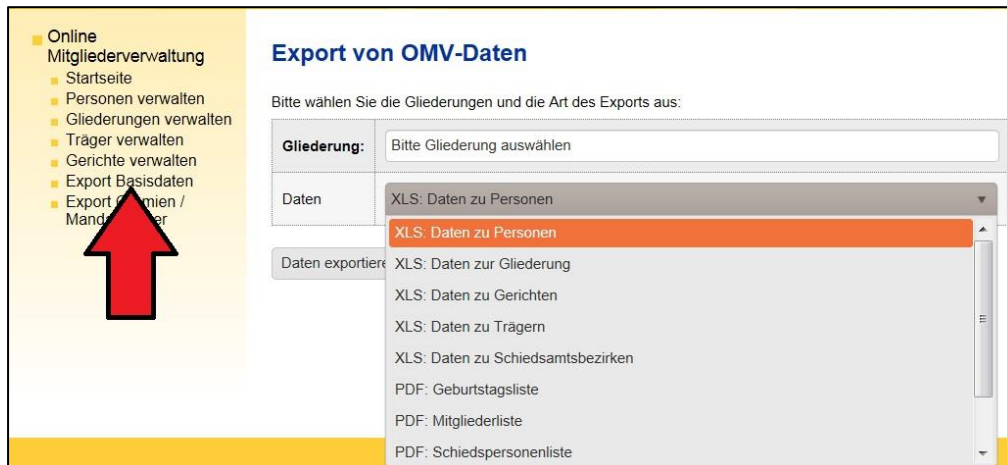 Online
Mitgliederverwaltung
Startseite
Personen verwalten
Gliederungen verwalten
Träger verwalten
Gerichte verwalten
Export Basisdaten
Export
/
Export von OMV-Daten
Bitte wählen Sie die Gliederungen und die Art des Exports aus:
Gliederung:
Bitte Gliederung auswählen
Daten
XLS: Daten zu Personen
XLS: Daten zu Personen
XLS: Daten zur Gliederung
XLS: Daten zu Gerichten
XLS: Daten zu Trägern
XLS: Daten zu Schiedsamtsbezirken
PDF: Geburtstagsliste
PDF: Mitgliederliste
PDF: Schiedspersonenliste
Daten exportiere